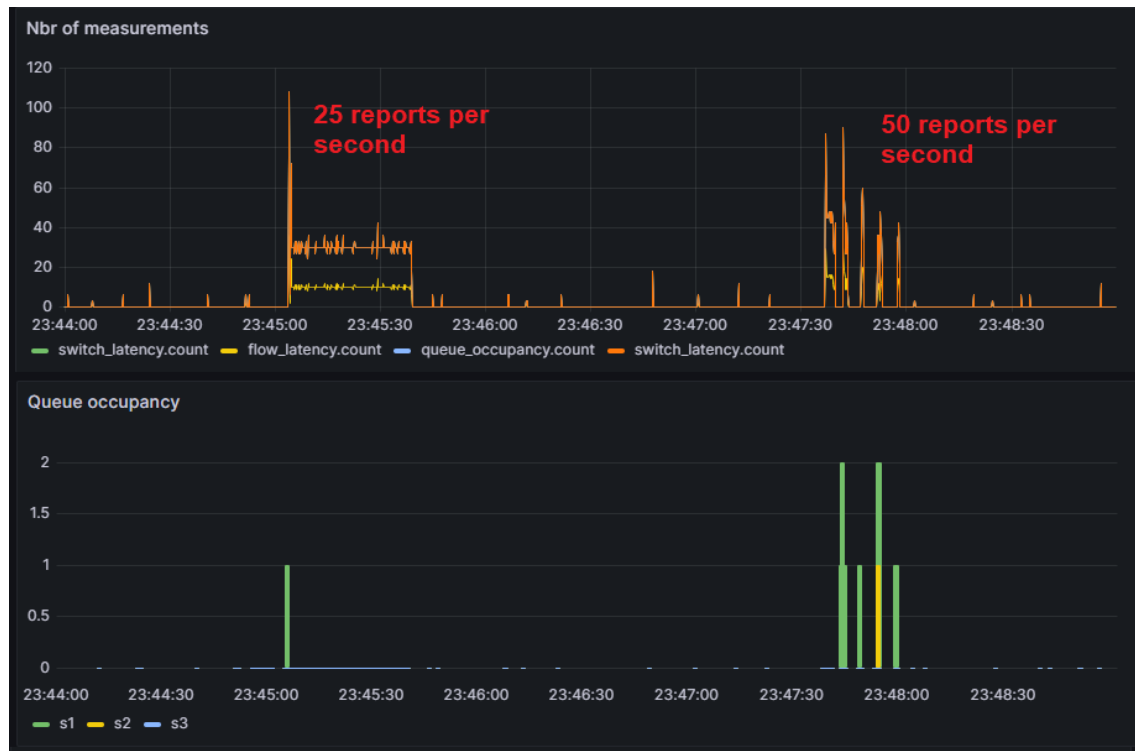 Nbr of measurements
120
100
80
60
40
20
0
25 reports per
second
50 reports per
second
23:44:00 23:44:30 23:45:00 23:45:30 23:46:00 23:46:30 23:47:00 23:47:30 23:48:00 23:48:30
switch_latency.count flow_latency.count queue_occupancy.count switch_latency.count
Queue occupancy
2
1.5
1
0.5
0
23:44:00 23:44:30 23:45:00 23:45:30 23:46:00 23:46:30 23:47:00 23:47:30 23:48:00 23:48:30
s1 s2 s3